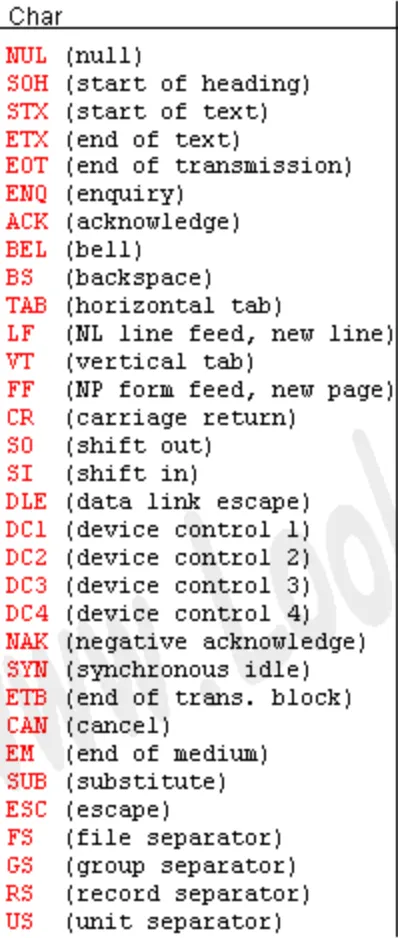 Char
NUL (null)
SOH (start of heading)
STX (start of text)
ETX (end of text)
EOT (end of transmission)
ENQ (enquiry)
ACK (acknowledge)
BEL (bell)
BS (backspace)
TAB (horizontal tab)
LF (NL line feed, new line)
VT (vertical tab)
FF (NP form feed, new page)
CR (carriage return)
SO (shift out)
SI (shift in)
DLE (data link escape)
DC1 (device control 1)
DC2 (device control 2)
DC3 (device control 3)
DC4 (device control 4)
NAK (negative acknowledge)
SYN (synchronous idle)
ETB (end of trans. block)
CAN (cancel)
EM (end of medium)
SUB (substitute)
ESC (escape)
FS (file separator)
GS (group separator)
RS (record separator)
US (unit separator)